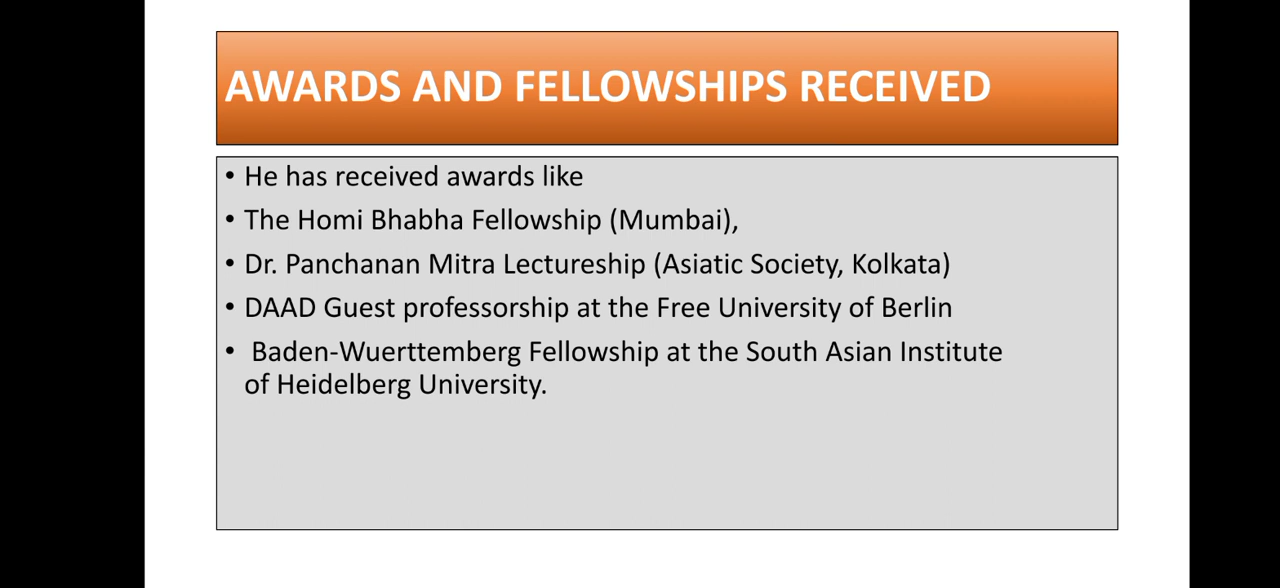 AWARDS AND FELLOWSHIPS RECEIVED
• He has received awards like
• The Homi Bhabha Fellowship (Mumbai),
• Dr. Panchanan Mitra Lectureship (Asiatic Society, Kolkata)
• DAAD Guest professorship at the Free University of Berlin
• Baden-Wuerttemberg Fellowship at the South Asian Institute
of Heidelberg University.